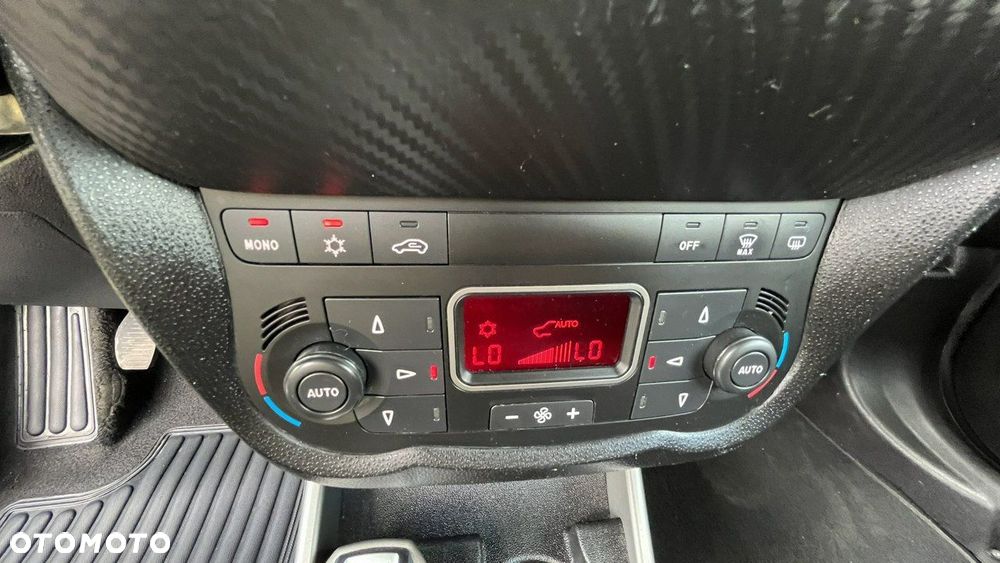 MONO OFF MAX
AUTO
LO LO
AUTO AUTO
- +
OTOMOTO